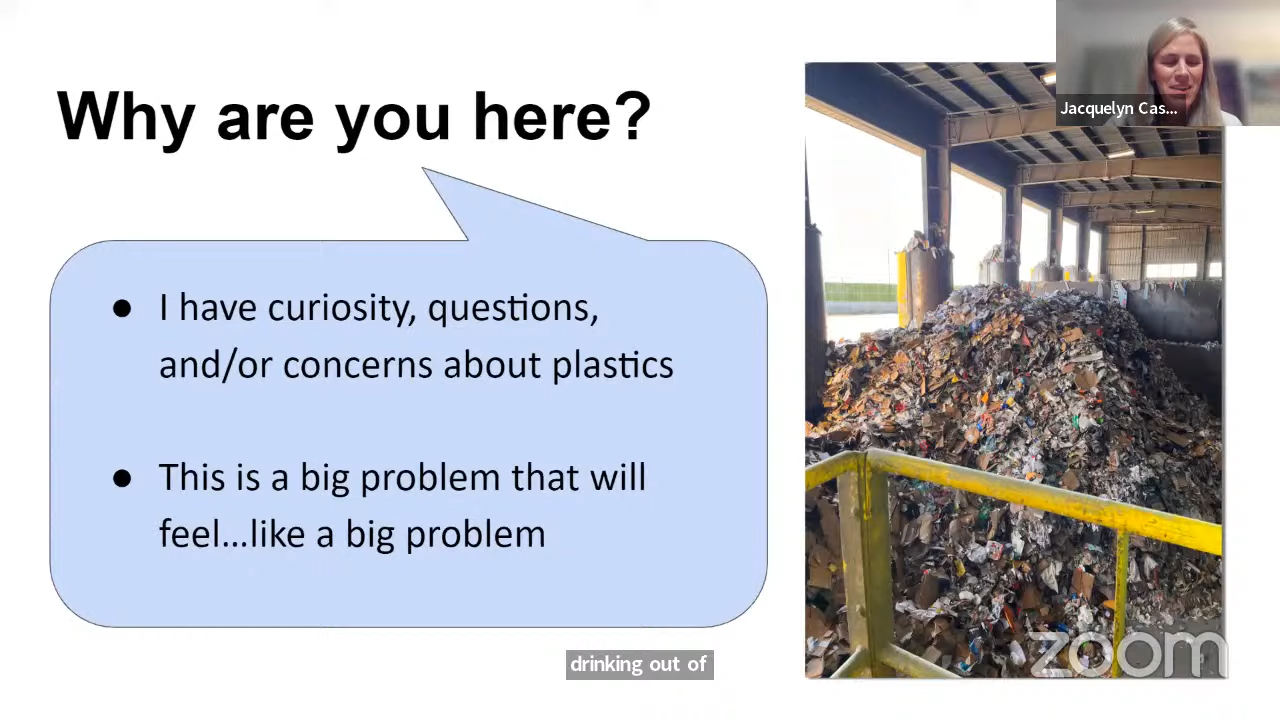 Why are you here?
Jacquelyn Cas...
● I have curiosity, questions,
and/or concerns about plastics
● This is a big problem that will
feel...like a big problem
drinking out of
zoom